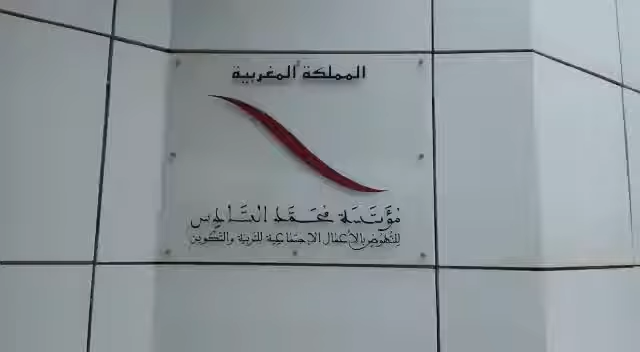 المملكة المغربية
مؤسسة محمد السادس
للنهوض بالأعمال الاجتماعية للتربية والتكوين